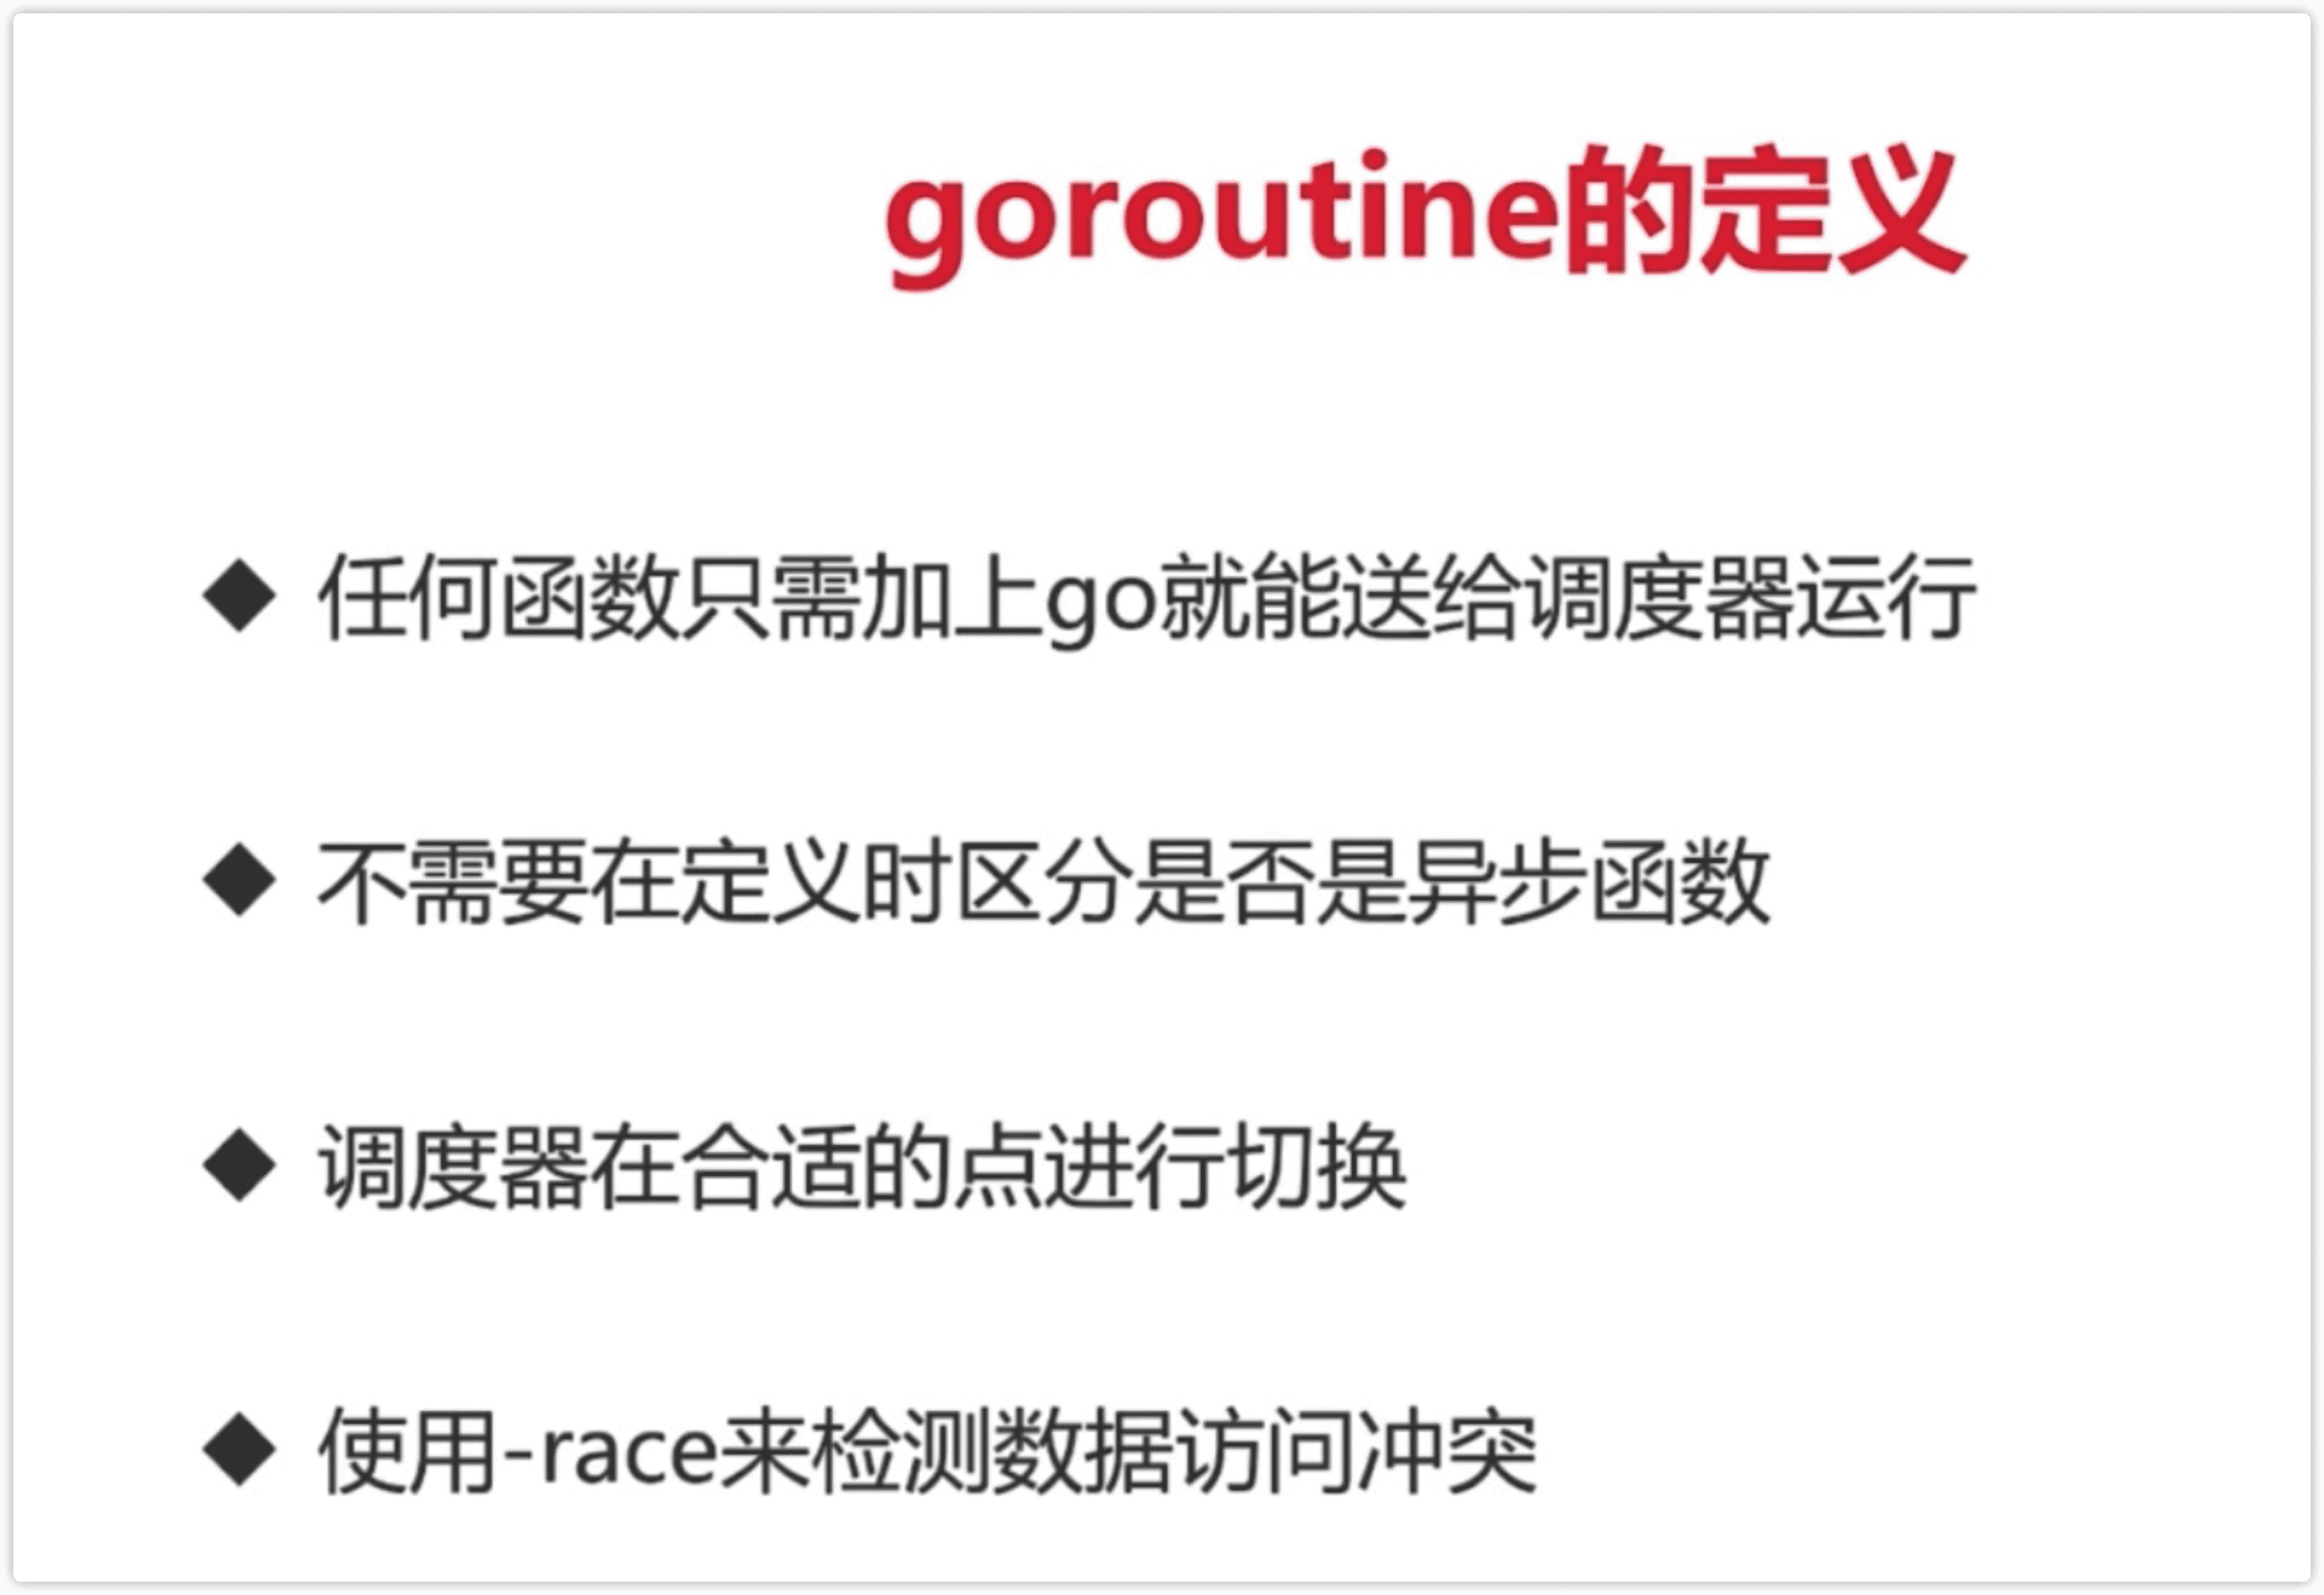 goroutine的定义
◆ 任何函数只需加上go就能送给调度器运行
◆ 不需要在定义时区分是否是异步函数
◆ 调度器在合适的点进行切换
◆ 使用-race来检测数据访问冲突